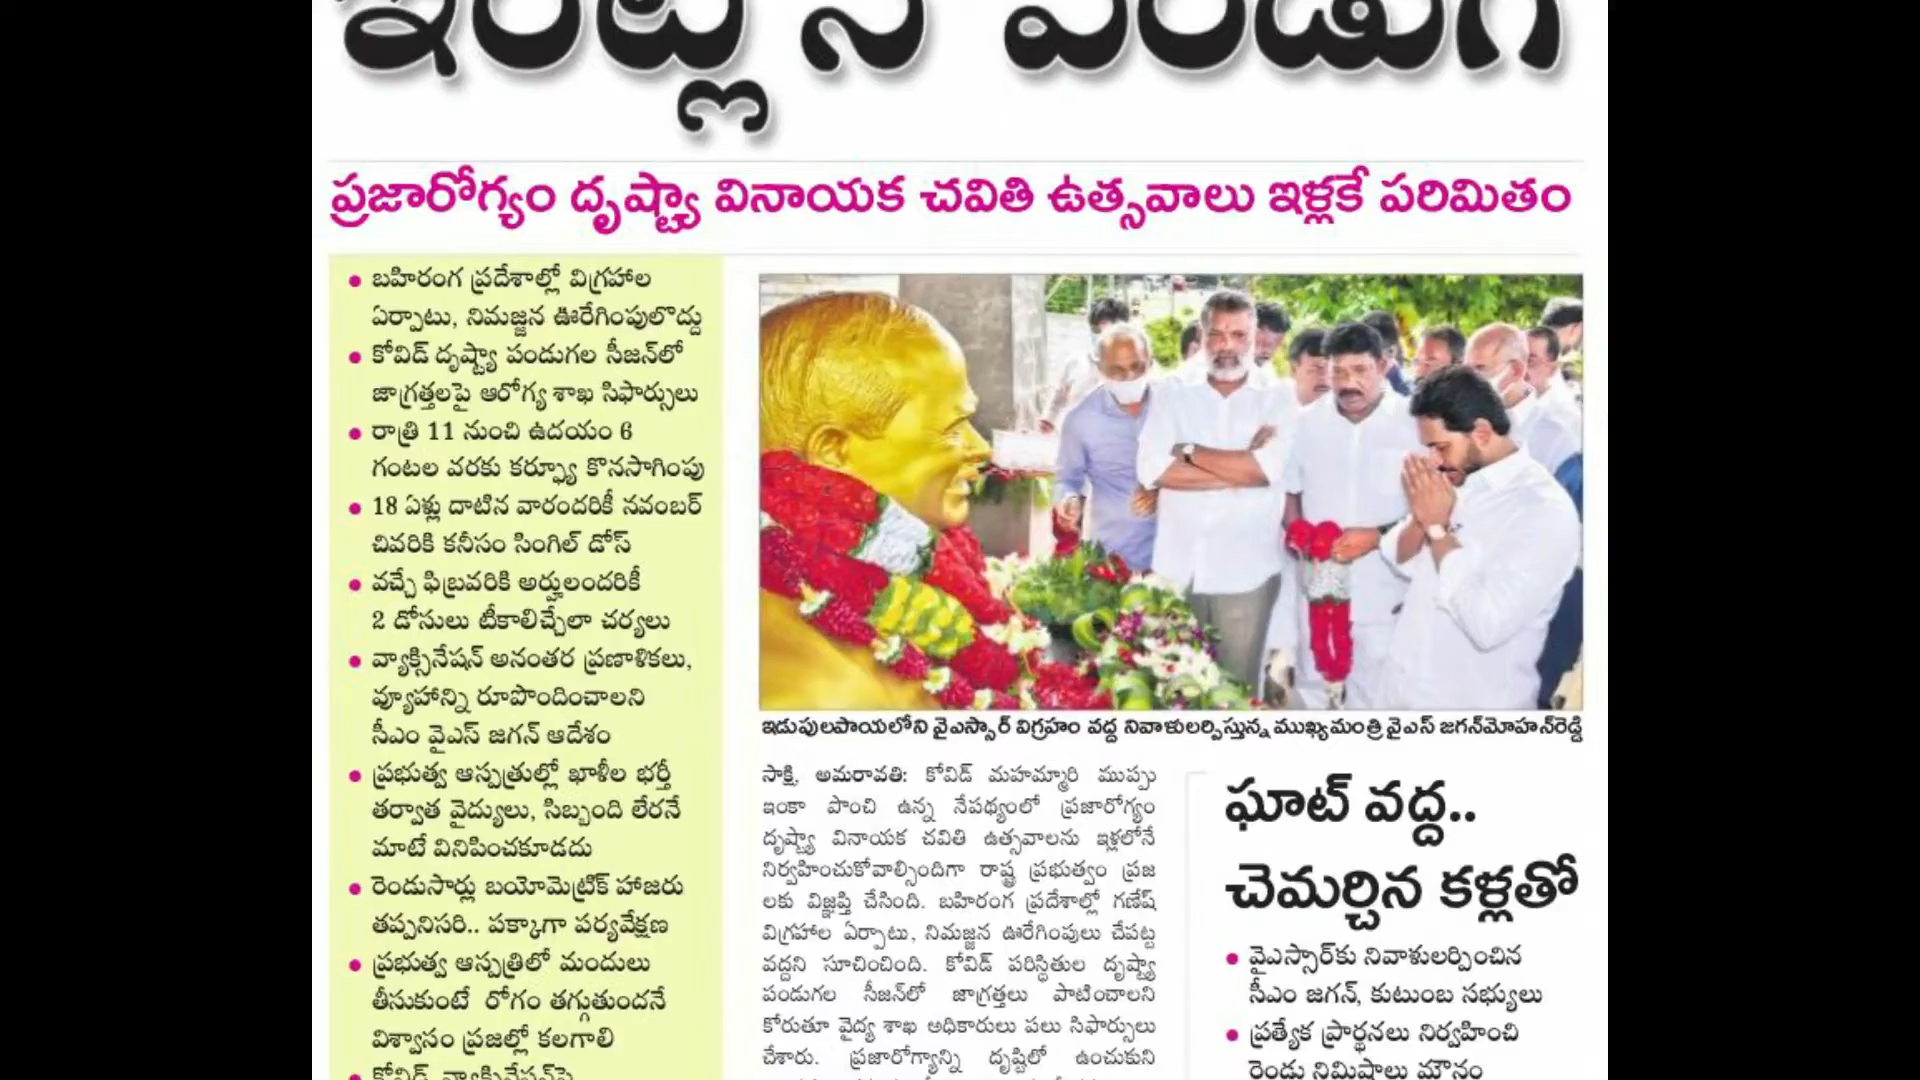 ఇంట్లోనే పండుగ
ప్రజారోగ్యం దృష్ట్యా వినాయక చవితి ఉత్సవాలు ఇళ్లకే పరిమితం
• బహిరంగ ప్రదేశాల్లో విగ్రహాల
ఏర్పాటు, నిమజ్జన ఊరేగింపులొద్దు
• కోవిడ్ దృష్ట్యా పండుగల సీజన్‌లో
జాగ్రత్తలపై ఆరోగ్య శాఖ సిఫార్సులు
• రాత్రి 11 నుంచి ఉదయం 6
గంటల వరకు కర్ఫ్యూ కొనసాగింపు
• 18 ఏళ్లు దాటిన వారందరికీ నవంబర్
చివరికి కనీసం సింగిల్ డోస్
• వచ్చే ఫిబ్రవరికి అర్హులందరికీ
2 డోసులు టీకాలిచ్చేలా చర్యలు
• వ్యాక్సినేషన్ అనంతర ప్రణాళికలు,
వ్యూహాన్ని రూపొందించాలని
సీఎం వైఎస్ జగన్ ఆదేశం
• ప్రభుత్వ ఆస్పత్రుల్లో ఖాళీల భర్తీ
తర్వాత వైద్యులు, సిబ్బంది లేరనే
మాటే వినిపించకూడదు
• రెండుసార్లు బయోమెట్రిక్ హాజరు
తప్పనిసరి.. పక్కాగా పర్యవేక్షణ
• ప్రభుత్వ ఆస్పత్రిలో మందులు
తీసుకుంటే రోగం తగ్గుతుందనే
విశ్వాసం ప్రజల్లో కలగాలి
• కోవిడ్ వ్యాక్సినేషన్‌పై
ఇడుపులపాయలోని వైఎస్సార్ విగ్రహం వద్ద నివాళులర్పిస్తున్న ముఖ్యమంత్రి వైఎస్ జగన్‌మోహన్‌రెడ్డి
సాక్షి, అమరావతి: కోవిడ్ మహమ్మారి ముప్పు
ఇంకా పొంచి ఉన్న నేపథ్యంలో ప్రజారోగ్యం
దృష్ట్యా వినాయక చవితి ఉత్సవాలను ఇళ్లలోనే
నిర్వహించుకోవాల్సిందిగా రాష్ట్ర ప్రభుత్వం ప్రజ
లకు విజ్ఞప్తి చేసింది. బహిరంగ ప్రదేశాల్లో గణేష్
విగ్రహాల ఏర్పాటు, నిమజ్జన ఊరేగింపులు చేపట్ట
వద్దని సూచించింది. కోవిడ్ పరిస్థితుల దృష్ట్యా
పండుగల సీజన్‌లో జాగ్రత్తలు పాటించాలని
కోరుతూ వైద్య శాఖ అధికారులు పలు సిఫార్సులు
చేశారు. ప్రజారోగ్యాన్ని దృష్టిలో ఉంచుకుని
ఘాట్ వద్ద..
చెమర్చిన కళ్లతో
• వైఎస్సార్‌కు నివాళులర్పించిన
సీఎం జగన్, కుటుంబ సభ్యులు
• ప్రత్యేక ప్రార్థనలు నిర్వహించి
రెండు నిమిషాలు మౌనం